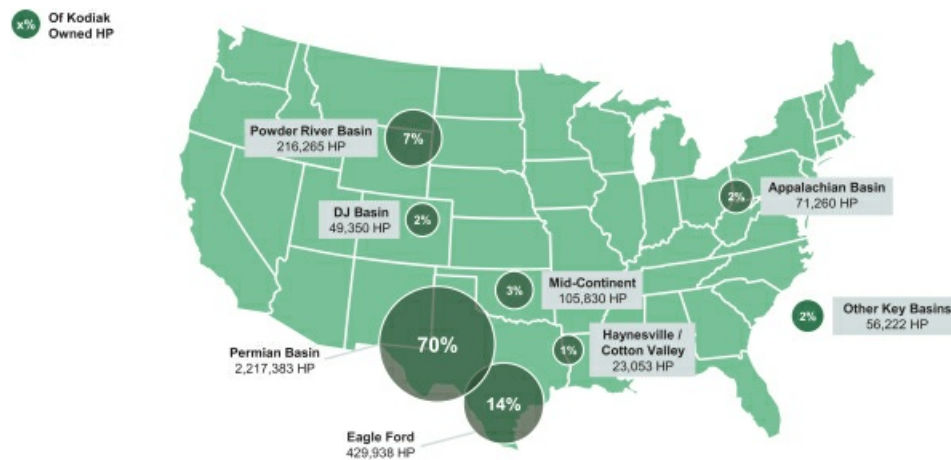 x%
Of Kodiak
Owned HP
Powder River Basin
216,265 HP
7%
DJ Basin
49,350 HP
2%
2%
Appalachian Basin
71,260 HP
3%
Mid-Continent
105,830 HP
2%
Other Key Basins
56,222 HP
Permian Basin
2,217,383 HP
70%
1%
Haynesville /
Cotton Valley
23,053 HP
14%
Eagle Ford
429,938 HP